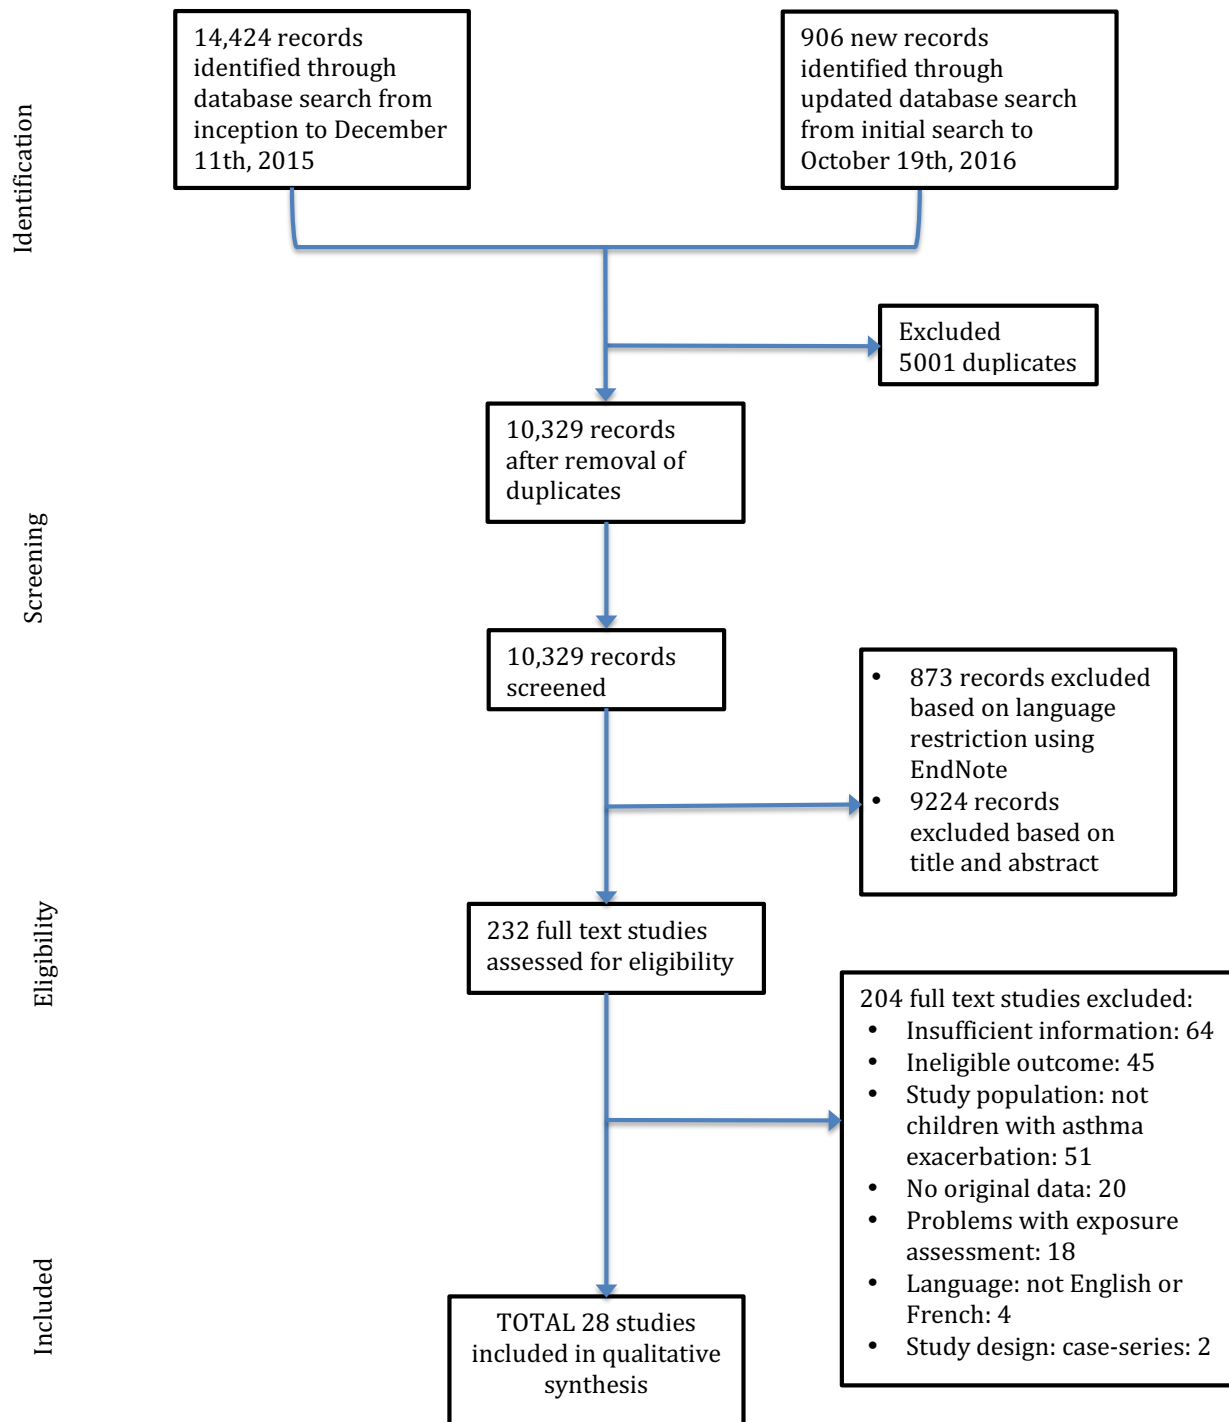 Identification
14,424 records
identified through
database search from
inception to December
11th, 2015
906 new records
identified through
updated database search
from initial search to
October 19th, 2016
Excluded
5001 duplicates
10,329 records
after removal of
duplicates
Screening
10,329 records
screened
• 873 records excluded
based on language
restriction using
EndNote
• 9224 records
excluded based on
title and abstract
Eligibility
232 full text studies
assessed for eligibility
204 full text studies excluded:
• Insufficient information: 64
• Ineligible outcome: 45
• Study population: not
children with asthma
exacerbation: 51
• No original data: 20
• Problems with exposure
assessment: 18
• Language: not English or
French: 4
• Study design: case-series: 2
Included
TOTAL 28 studies
included in qualitative
synthesis